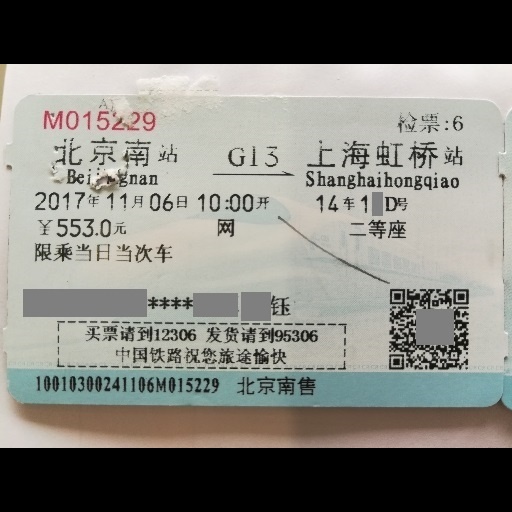 M015229 检票:6
北京南站 G13 上海虹桥站
Beijingnan Shanghaihongqiao
2017年11月06日 10:00开 14车1 D号
￥553.0元 网 二等座
限乘当日当次车
**** 钰
买票请到12306 发货请到95306
中国铁路祝您旅途愉快
10010300241106M015229 北京南售